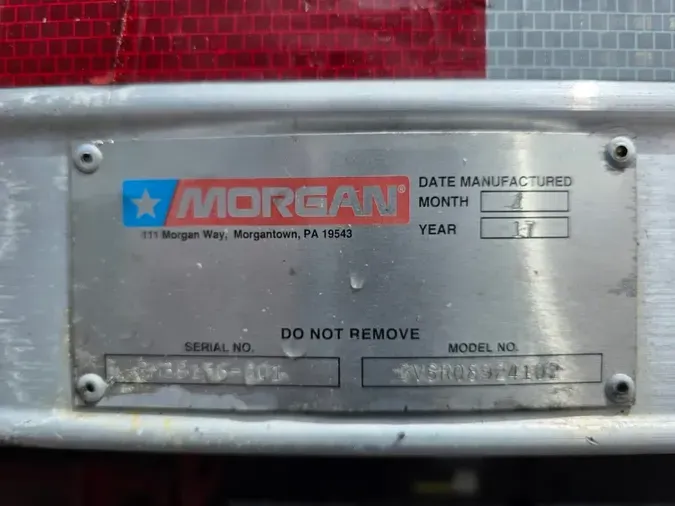 MORGAN®
111 Morgan Way, Morgantown, PA 19543
DATE MANUFACTURED
MONTH 4
YEAR 17
DO NOT REMOVE
SERIAL NO.
MODEL NO.